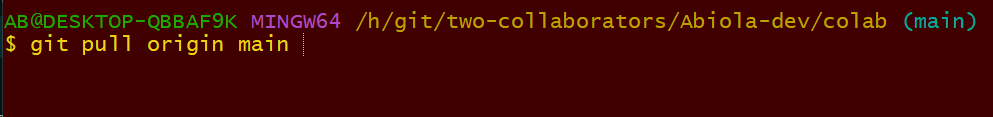 AB@DESKTOP-QBBAF9K MINGW64 /h/git/two-collaborators/Abiola-dev/colab (main)
$ git pull origin main